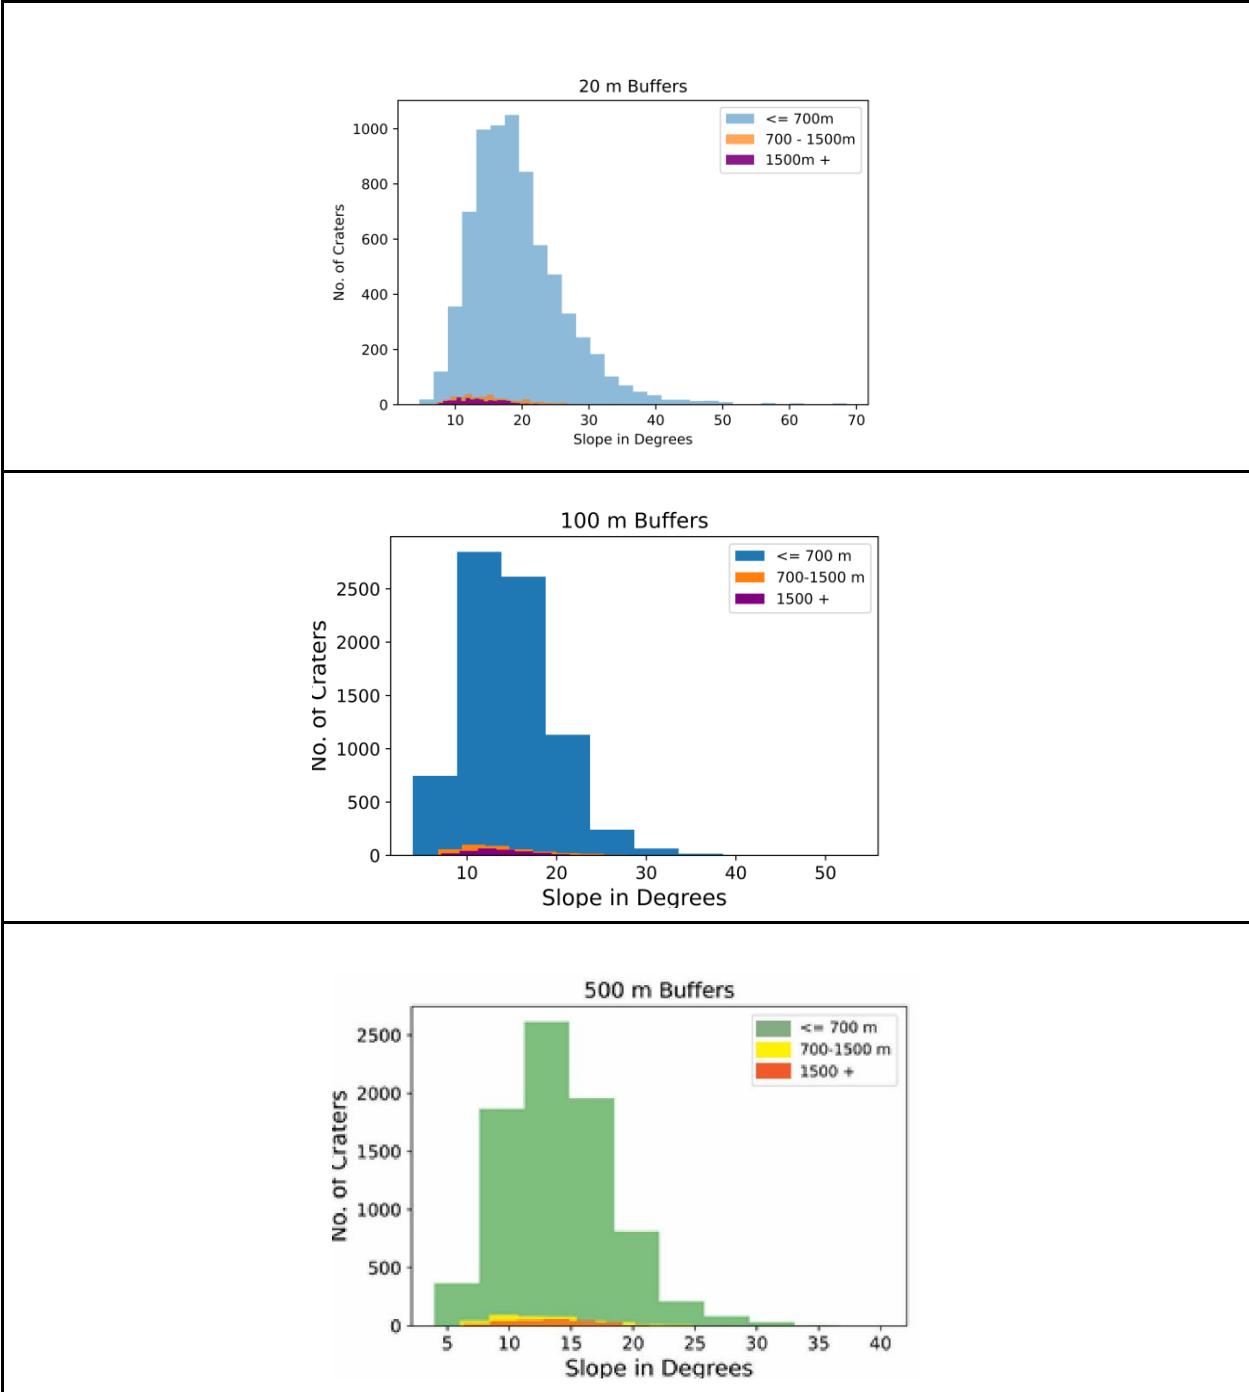 20 m Buffers
<= 700m
700 - 1500m
1500m +
No. of Craters
1000
800
600
400
200
0
10 20 30 40 50 60 70
Slope in Degrees
100 m Buffers
<= 700 m
700-1500 m
1500 +
No. of Craters
2500
2000
1500
1000
500
0
10 20 30 40 50
Slope in Degrees
500 m Buffers
<= 700 m
700-1500 m
1500 +
No. of Craters
2500
2000
1500
1000
500
0
5 10 15 20 25 30 35 40
Slope in Degrees